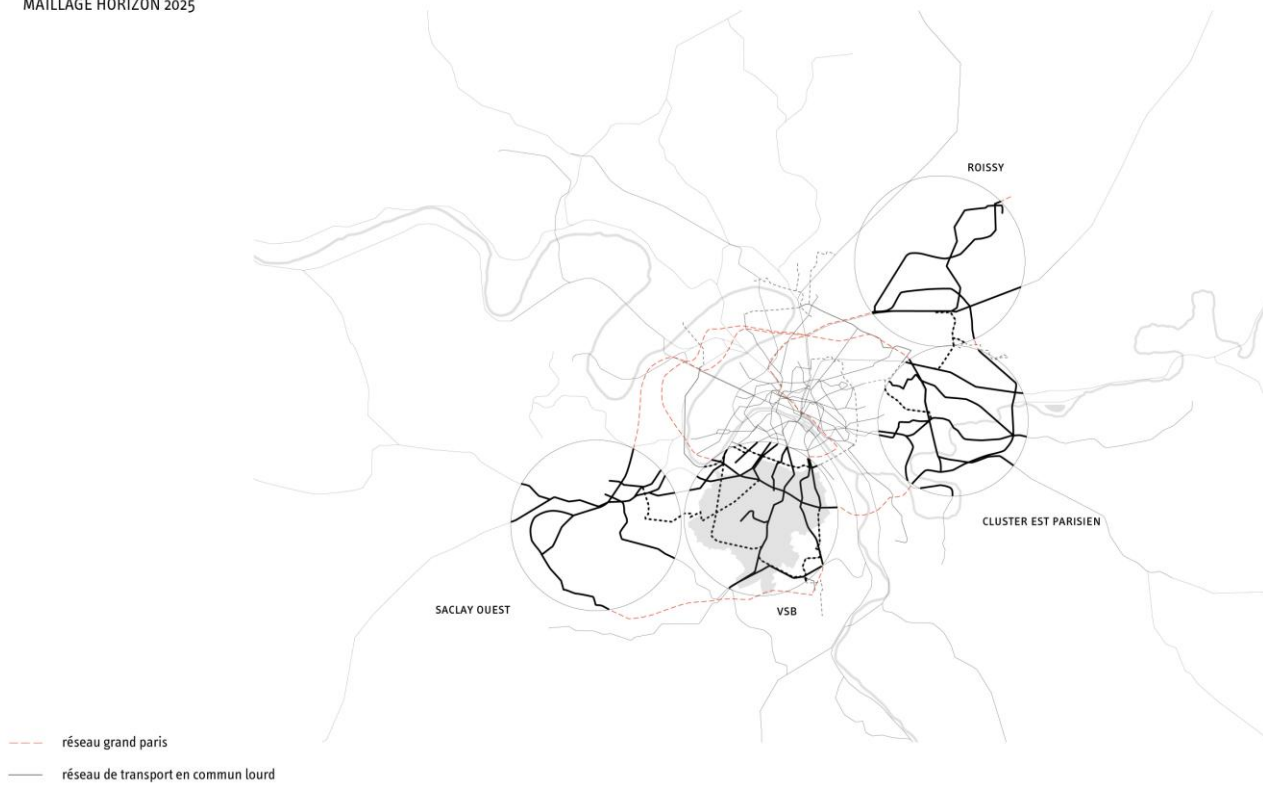 MAILLAGE HORIZON 2025
ROISSY
CLUSTER EST PARISIEN
SACLAY OUEST
VSB
réseau grand paris
réseau de transport en commun lourd